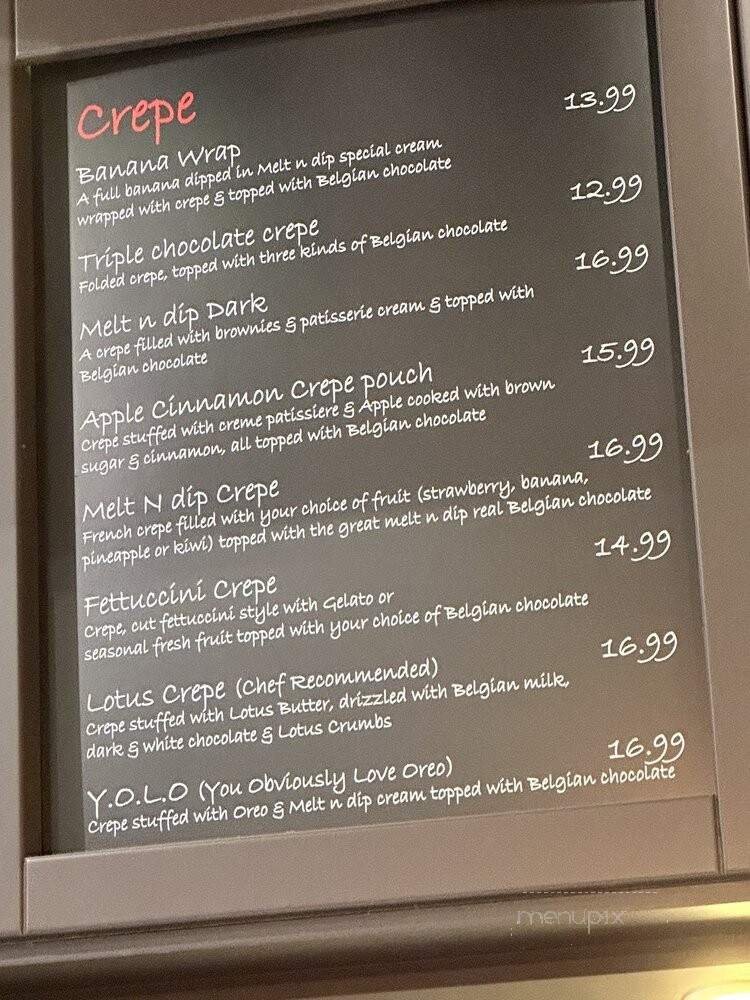 Crepe
Banana Wrap 13.99
A full banana dipped in Melt n dip special cream
wrapped with crepe & topped with Belgian chocolate
Triple chocolate crepe 12.99
Folded crepe, topped with three kinds of Belgian chocolate
Melt n dip Dark 16.99
A crepe filled with brownies & patisserie cream & topped with
Belgian chocolate
Apple Cinnamon Crepe pouch 15.99
Crepe stuffed with creme patissiere & Apple cooked with brown
sugar & cinnamon, all topped with Belgian chocolate
Melt N dip Crepe 16.99
French crepe filled with your choice of fruit (strawberry, banana,
pineapple or kiwi) topped with the great melt n dip real Belgian chocolate
Fettuccini Crepe 14.99
Crepe, cut fettuccini style with Gelato or
seasonal fresh fruit topped with your choice of Belgian chocolate
Lotus Crepe (Chef Recommended) 16.99
Crepe stuffed with Lotus Butter, drizzled with Belgian milk,
dark & white chocolate & Lotus Crumbs
Y.O.L.O (You Obviously Love Oreo) 16.99
Crepe stuffed with Oreo & Melt n dip cream topped with Belgian chocolate
menupix